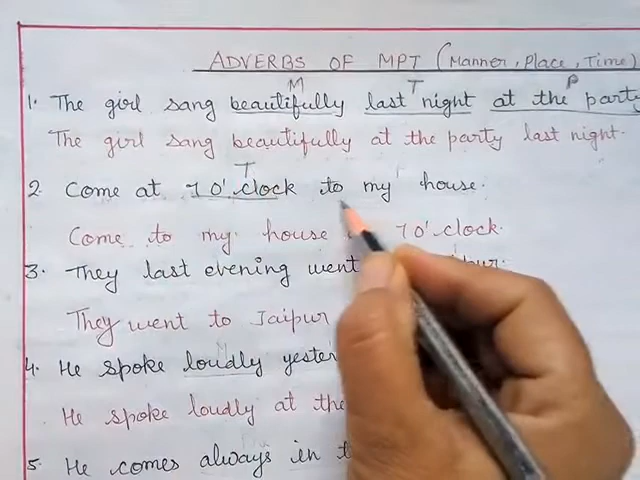 ADVERBS OF MPT (Manner, Place, Time)
M T P
1. The girl sang beautifully last night at the party
The girl sang beautifully at the party last night.
T
2. Come at 7 O'clock to my house.
Come to my house 7 O'clock.
3. They last evening went
They went to Jaipur
4. He spoke loudly
He spoke loudly at the
5. He comes always in